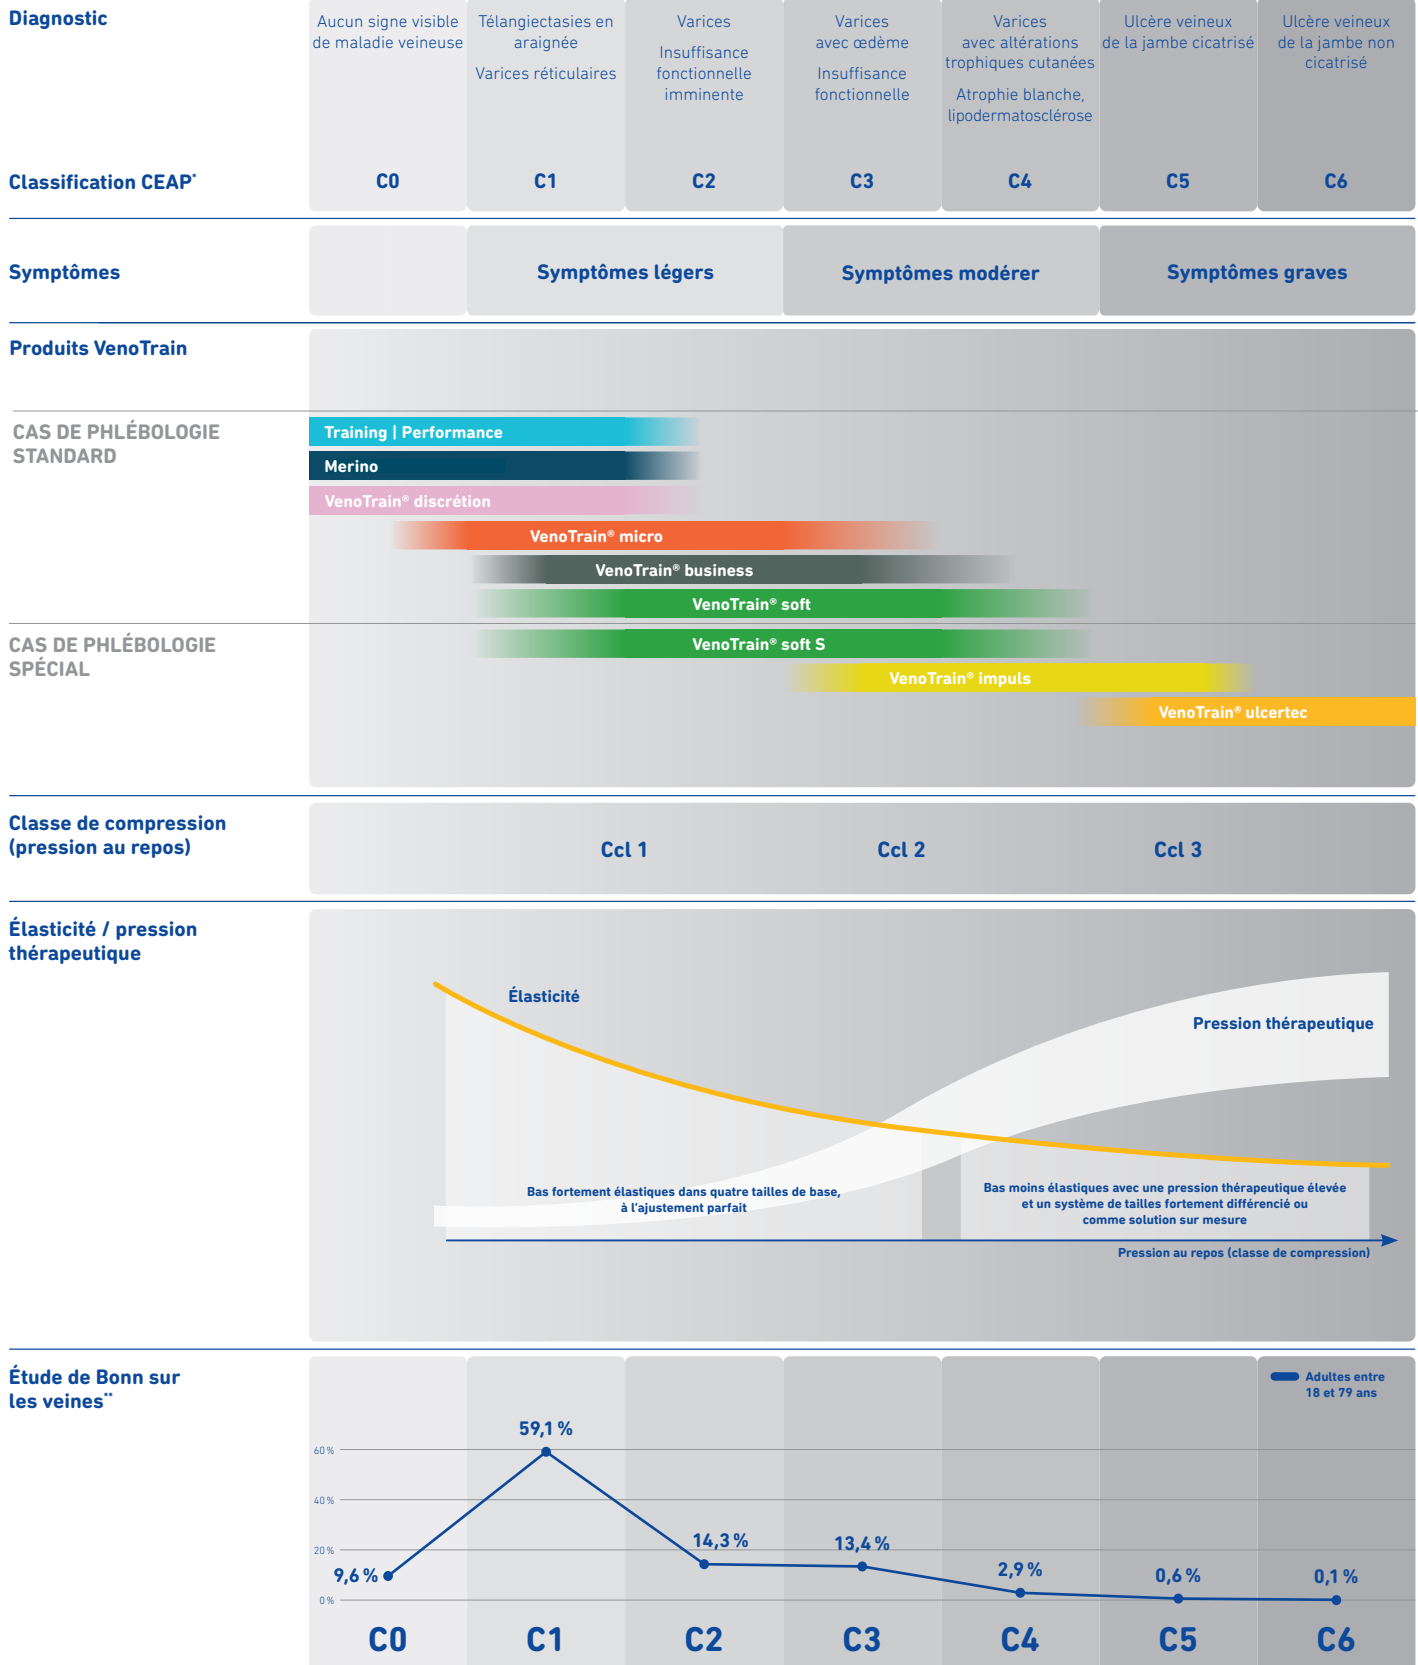 Diagnostic
Aucun signe visible
de maladie veineuse
Télangiectasies en
araignée
Varices réticulaires
Varices
Insuffisance
fonctionnelle
imminente
Varices
avec œdème
Insuffisance
fonctionnelle
Varices
avec altérations
trophiques cutanées
Atrophie blanche,
lipodermatosclérose
Ulcère veineux
de la jambe cicatrisé
Ulcère veineux
de la jambe non
cicatrisé
Classification CEAP*
C0 C1 C2 C3 C4 C5 C6
Symptômes
Symptômes légers
Symptômes modérer
Symptômes graves
Produits VenoTrain
CAS DE PHLÉBOLOGIE
STANDARD
Training | Performance
Merino
VenoTrain® discrétion
VenoTrain® micro
VenoTrain® business
VenoTrain® soft
CAS DE PHLÉBOLOGIE
SPÉCIAL
VenoTrain® soft S
VenoTrain® impuls
VenoTrain® ulcertec
Classe de compression
(pression au repos)
Ccl 1 Ccl 2 Ccl 3
Élasticité / pression
thérapeutique
Élasticité
Pression thérapeutique
Bas fortement élastiques dans quatre tailles de base,
à l'ajustement parfait
Bas moins élastiques avec une pression thérapeutique élevée
et un système de tailles fortement différencié ou
comme solution sur mesure
Pression au repos (classe de compression)
Étude de Bonn sur
les veines**
Adultes entre
18 et 79 ans
60 %
40 %
20 %
0 %
9,6 %
59,1 %
14,3 %
13,4 %
2,9 %
0,6 %
0,1 %
C0 C1 C2 C3 C4 C5 C6